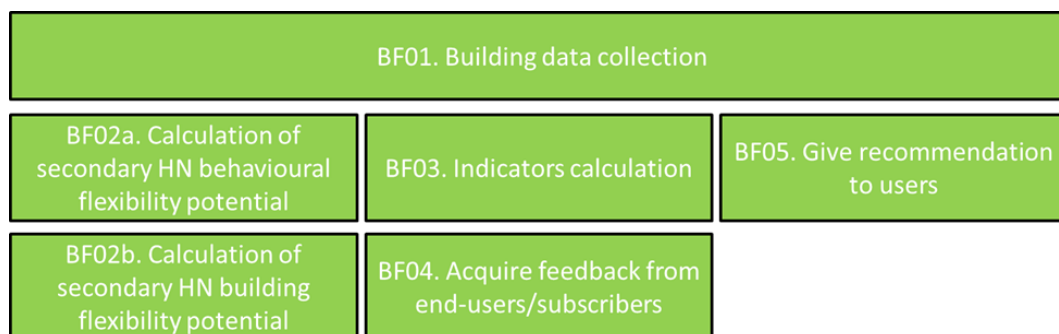 BF01. Building data collection
BF02a. Calculation of
secondary HN behavioural
flexibility potential
BF03. Indicators calculation
BF05. Give recommendation
to users
BF02b. Calculation of
secondary HN building
flexibility potential
BF04. Acquire feedback from
end-users/subscribers